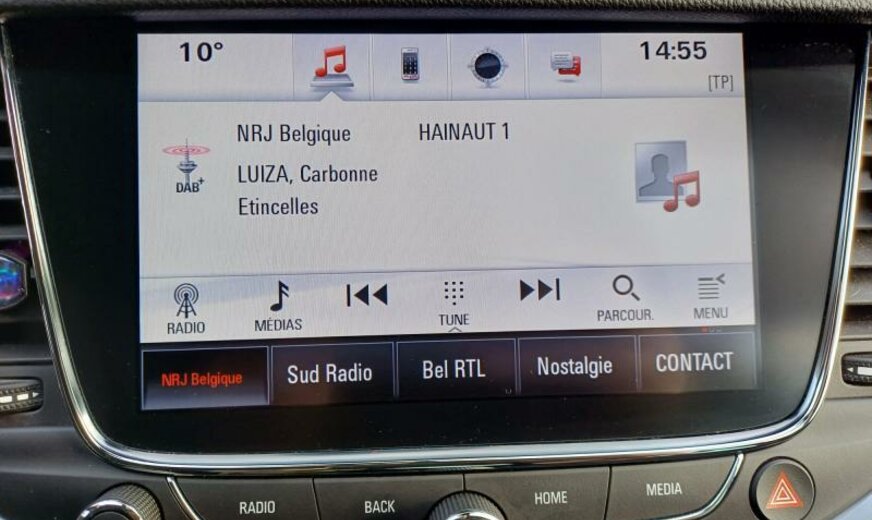 10° 14:55
[TP]
NRJ Belgique HAINAUT 1
LUIZA, Carbonne
Etincelles
DAB+
RADIO MÉDIAS TUNE PARCOUR. MENU
NRJ Belgique Sud Radio Bel RTL Nostalgie CONTACT
RADIO BACK HOME MEDIA